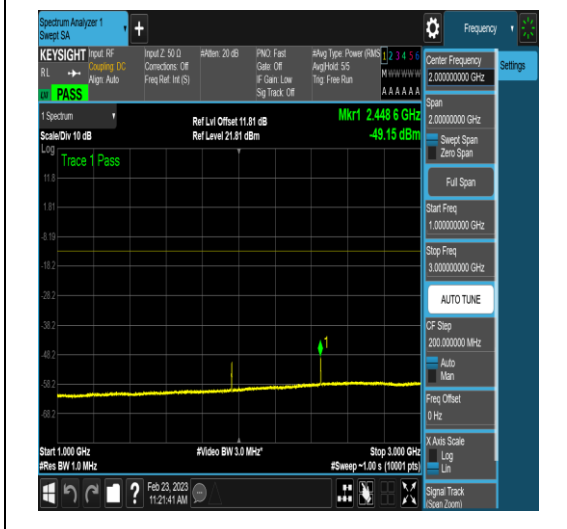 Spectrum Analyzer 1
Swept SA
+
Frequency
KEYSIGHT
RL
PASS
Input: RF
Coupling: DC
Align: Auto
Input Z: 50 Ω
Corrections: Off
Freq Ref: Int (S)
#Atten: 20 dB
PNO: Fast
Gate: Off
IF Gain: Low
Sig Track: Off
#Avg Type: Power (RMS
Avg|Hold: 5/5
Trig: Free Run
1 2 3 4 5 6
M W W W W W
A A A A A A
1 Spectrum
Scale/Div 10 dB
Ref Lvl Offset 11.81 dB
Ref Level 21.81 dBm
Mkr1 2.448 6 GHz
-49.15 dBm
Log
Trace 1 Pass
11.8
1.81
-8.19
-18.2
-28.2
-38.2
-48.2
-58.2
-68.2
1
Start 1.000 GHz
#Res BW 1.0 MHz
#Video BW 3.0 MHz*
Stop 3.000 GHz
#Sweep ~1.00 s (10001 pts)
?
Feb 23, 2023
11:21:41 AM
Center Frequency
2.000000000 GHz
Span
2.00000000 GHz
Swept Span
Zero Span
Full Span
Start Freq
1.000000000 GHz
Stop Freq
3.000000000 GHz
AUTO TUNE
CF Step
200.000000 MHz
Auto
Man
Freq Offset
0 Hz
X Axis Scale
Log
Lin
Signal Track
(Span Zoom)
Settings